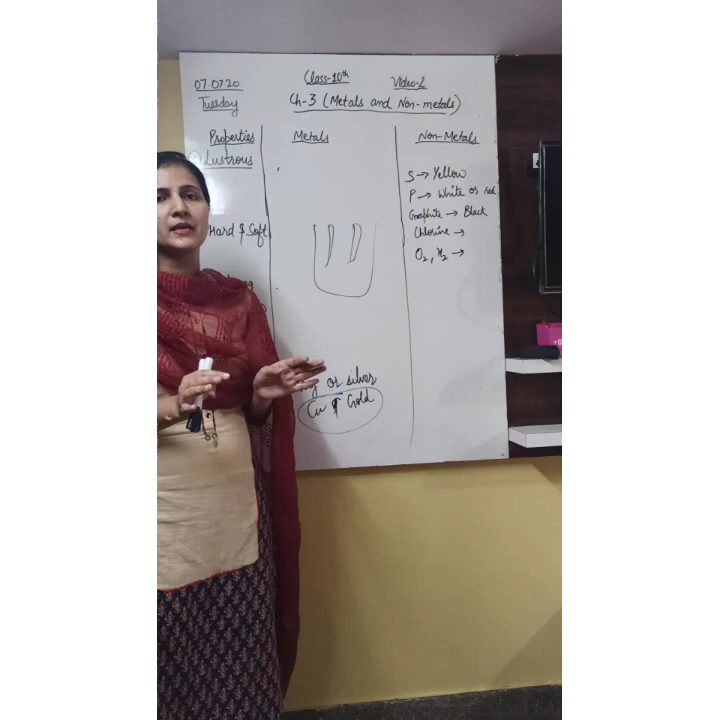 07.07.20 Class-10th Video-2
Tuesday Ch-3 (Metals and Non-metals)
Properties Metals Non-Metals
Lustrous
S → Yellow
P → White or red
Graphite → Black
Hard & Soft
Chlorine →
O2, H2 →
or silver
Cu & Gold